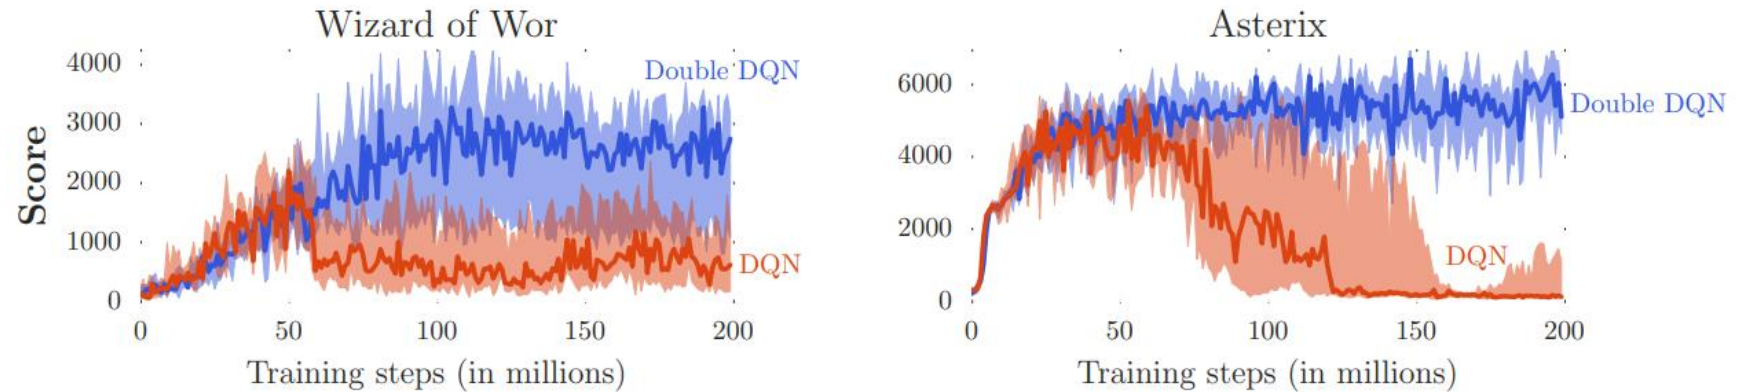 Wizard of Wor
Score
4000
3000
2000
1000
0
0 50 100 150 200
Training steps (in millions)
Double DQN
DQN
Asterix
6000
4000
2000
0
0 50 100 150 200
Training steps (in millions)
Double DQN
DQN